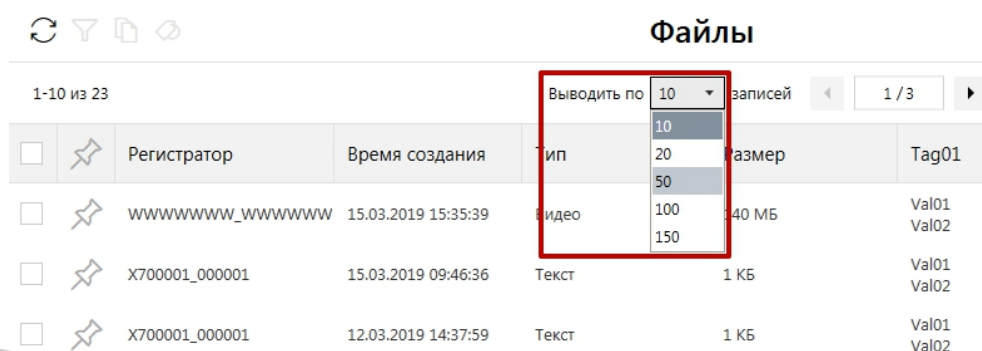 Файлы
1-10 из 23 Выводить по 10 записей 1/3
10
20
50
100
150
Регистратор Время создания Тип Размер Tag01
WWWWWWW_WWWWWW 15.03.2019 15:35:39 Видео 140 МБ Val01
Val02
X700001_000001 15.03.2019 09:46:36 Текст 1 КБ Val01
Val02
X700001_000001 12.03.2019 14:37:59 Текст 1 КБ Val01
Val02